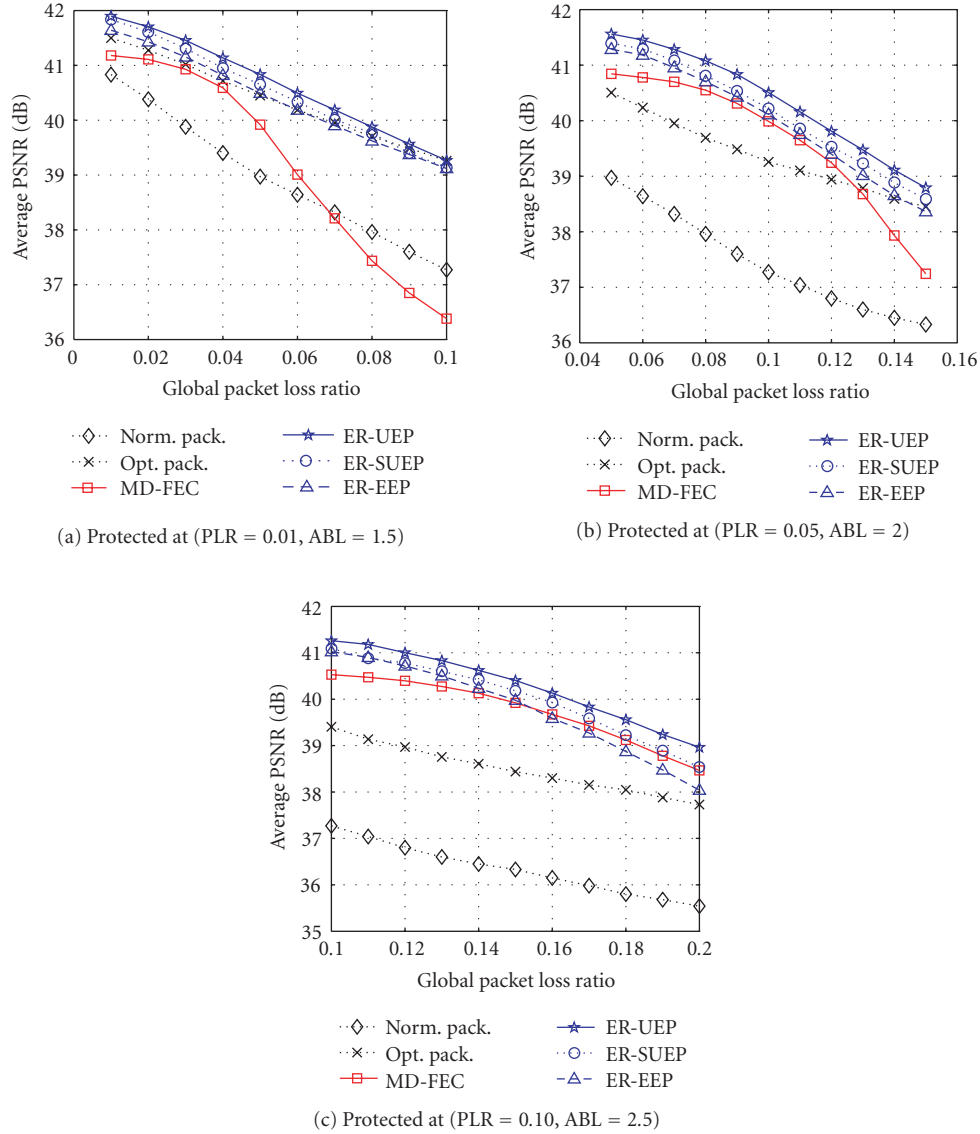 42
41
40
39
38
37
36
Average PSNR (dB)
0 0.02 0.04 0.06 0.08 0.1
Global packet loss ratio
Norm. pack.
Opt. pack.
MD-FEC
ER-UEP
ER-SUEP
ER-EEP
(a) Protected at (PLR = 0.01, ABL = 1.5)
42
41
40
39
38
37
36
Average PSNR (dB)
0.04 0.06 0.08 0.1 0.12 0.14 0.16
Global packet loss ratio
Norm. pack.
Opt. pack.
MD-FEC
ER-UEP
ER-SUEP
ER-EEP
(b) Protected at (PLR = 0.05, ABL = 2)
42
41
40
39
38
37
36
35
Average PSNR (dB)
0.1 0.12 0.14 0.16 0.18 0.2
Global packet loss ratio
Norm. pack.
Opt. pack.
MD-FEC
ER-UEP
ER-SUEP
ER-EEP
(c) Protected at (PLR = 0.10, ABL = 2.5)